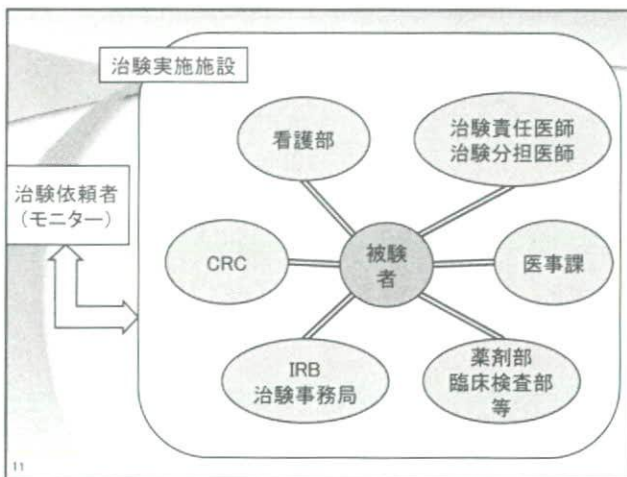 治験実施施設
看護部
治験責任医師
治験分担医師
治験依頼者
(モニター)
CRC
被験
者
医事課
IRB
治験事務局
薬剤部
臨床検査部
等
11